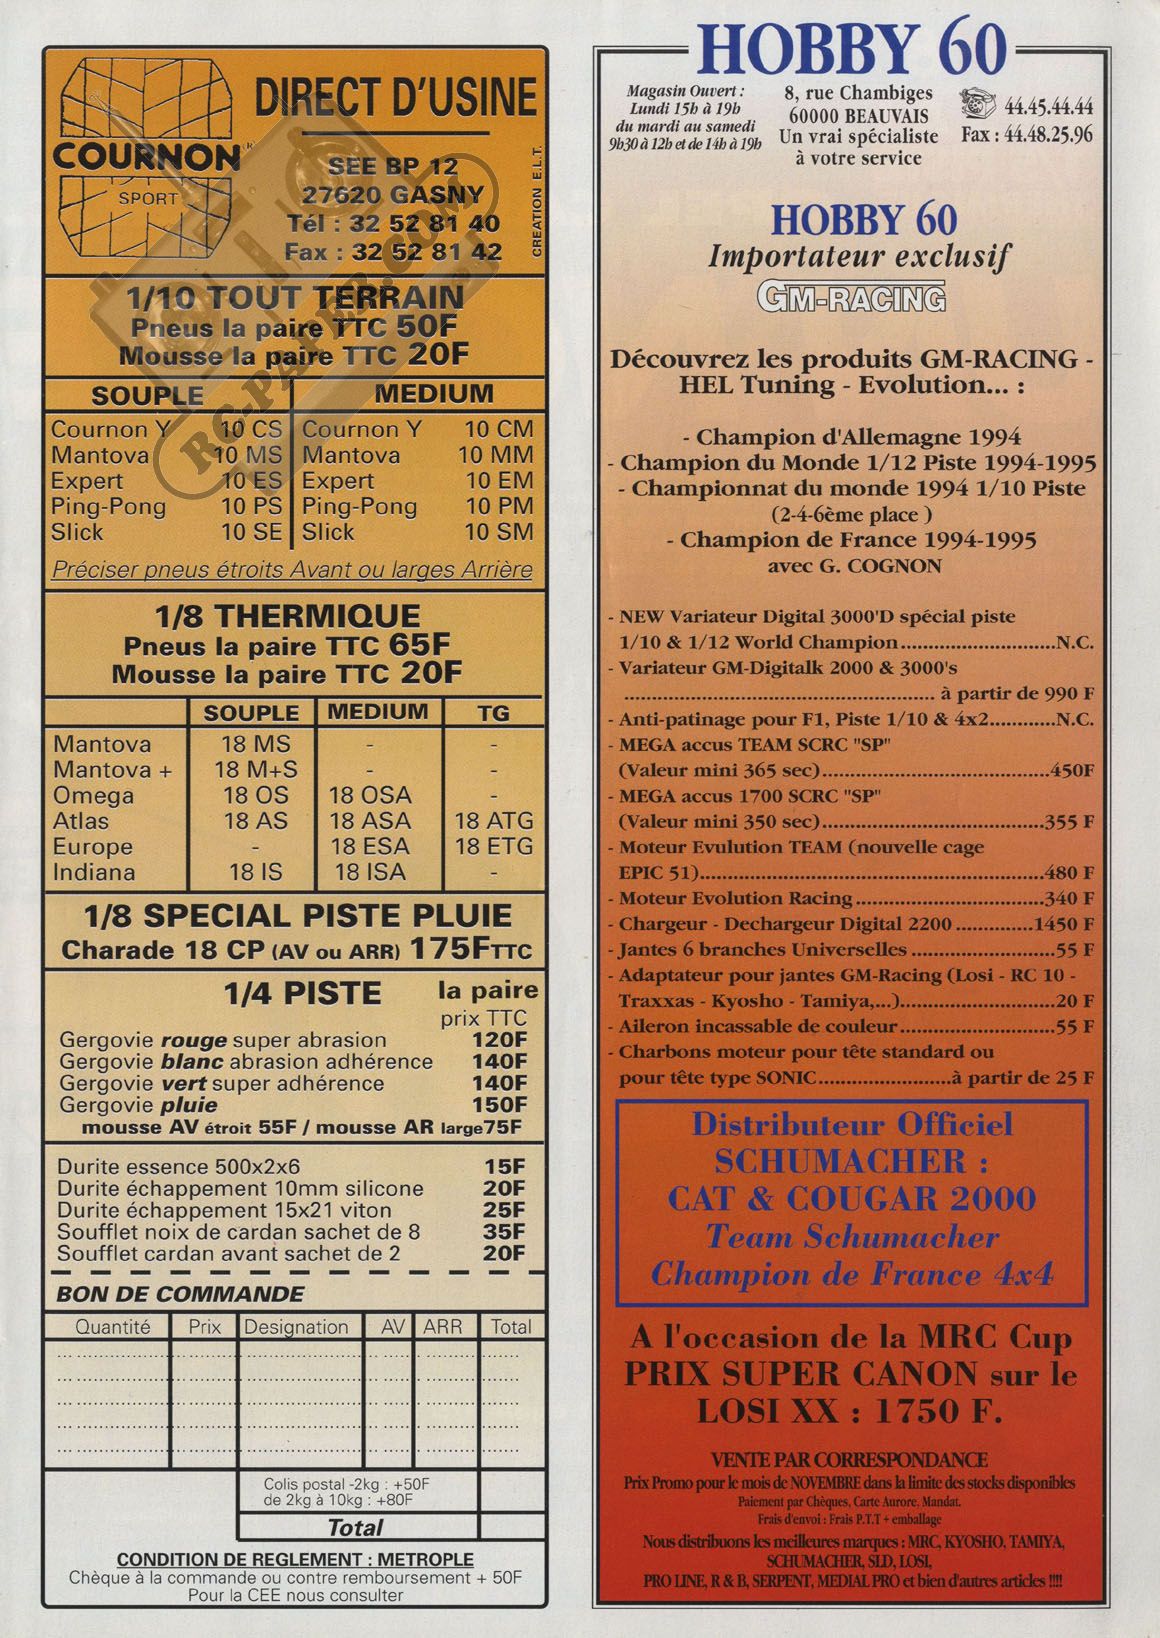 COURNON®
SPORT
DIRECT D'USINE
SEE BP 12
27620 GASNY
Tél : 32 52 81 40
Fax : 32 52 81 42
CREATION E.L.T.
RC-PAPER.COM
1/10 TOUT TERRAIN
Pneus la paire TTC 50F
Mousse la paire TTC 20F
SOUPLE MEDIUM
Cournon Y 10 CS Cournon Y 10 CM
Mantova 10 MS Mantova 10 MM
Expert 10 ES Expert 10 EM
Ping-Pong 10 PS Ping-Pong 10 PM
Slick 10 SE Slick 10 SM
Préciser pneus étroits Avant ou larges Arrière
1/8 THERMIQUE
Pneus la paire TTC 65F
Mousse la paire TTC 20F
SOUPLE MEDIUM TG
Mantova 18 MS - -
Mantova + 18 M+S - -
Omega 18 OS 18 OSA -
Atlas 18 AS 18 ASA 18 ATG
Europe - 18 ESA 18 ETG
Indiana 18 IS 18 ISA -
1/8 SPECIAL PISTE PLUIE
Charade 18 CP (AV ou ARR) 175F TTC
1/4 PISTE la paire
prix TTC
Gergovie rouge super abrasion 120F
Gergovie blanc abrasion adhérence 140F
Gergovie vert super adhérence 140F
Gergovie pluie 150F
mousse AV étroit 55F / mousse AR large 75F
Durite essence 500x2x6 15F
Durite échappement 10mm silicone 20F
Durite échappement 15x21 viton 25F
Soufflet noix de cardan sachet de 8 35F
Soufflet cardan avant sachet de 2 20F
BON DE COMMANDE
Quantité Prix Designation AV ARR Total
Colis postal -2kg : +50F
de 2kg à 10kg : +80F
Total
CONDITION DE REGLEMENT : METROPLE
Chèque à la commande ou contre remboursement + 50F
Pour la CEE nous consulter
HOBBY 60
Magasin Ouvert :
Lundi 15h à 19h
du mardi au samedi
9h30 à 12h et de 14h à 19h
8, rue Chambiges
60000 BEAUVAIS
Un vrai spécialiste
à votre service
44.45.44.44
Fax : 44.48.25.96
HOBBY 60
Importateur exclusif
GM-RACING
Découvrez les produits GM-RACING -
HEL Tuning - Evolution... :
- Champion d'Allemagne 1994
- Champion du Monde 1/12 Piste 1994-1995
- Championnat du monde 1994 1/10 Piste
(2-4-6ème place )
- Champion de France 1994-1995
avec G. COGNON
- NEW Variateur Digital 3000'D spécial piste
1/10 & 1/12 World Champion............................N.C.
- Variateur GM-Digitalk 2000 & 3000's
........................................................ à partir de 990 F
- Anti-patinage pour F1, Piste 1/10 & 4x2............N.C.
- MEGA accus TEAM SCRC "SP"
(Valeur mini 365 sec).........................................450F
- MEGA accus 1700 SCRC "SP"
(Valeur mini 350 sec)........................................355 F
- Moteur Evulution TEAM (nouvelle cage
EPIC 51)..............................................................480 F
- Moteur Evolution Racing..................................340 F
- Chargeur - Dechargeur Digital 2200 ..............1450 F
- Jantes 6 branches Universelles ..........................55 F
- Adaptateur pour jantes GM-Racing (Losi - RC 10 -
Traxxas - Kyosho - Tamiya,...)............................20 F
- Aileron incassable de couleur............................55 F
- Charbons moteur pour tête standard ou
pour tête type SONIC........................à partir de 25 F
Distributeur Officiel
SCHUMACHER :
CAT & COUGAR 2000
Team Schumacher
Champion de France 4x4
A l'occasion de la MRC Cup
PRIX SUPER CANON sur le
LOSI XX : 1750 F.
VENTE PAR CORRESPONDANCE
Prix Promo pour le mois de NOVEMBRE dans la limite des stocks disponibles
Paiement par Chèques, Carte Aurore, Mandat.
Frais d'envoi : Frais P.T.T + emballage
Nous distribuons les meilleures marques : MRC, KYOSHO, TAMIYA,
SCHUMACHER, SLD, LOSI,
PRO LINE, R & B, SERPENT, MEDIAL PRO et bien d'autres articles !!!!